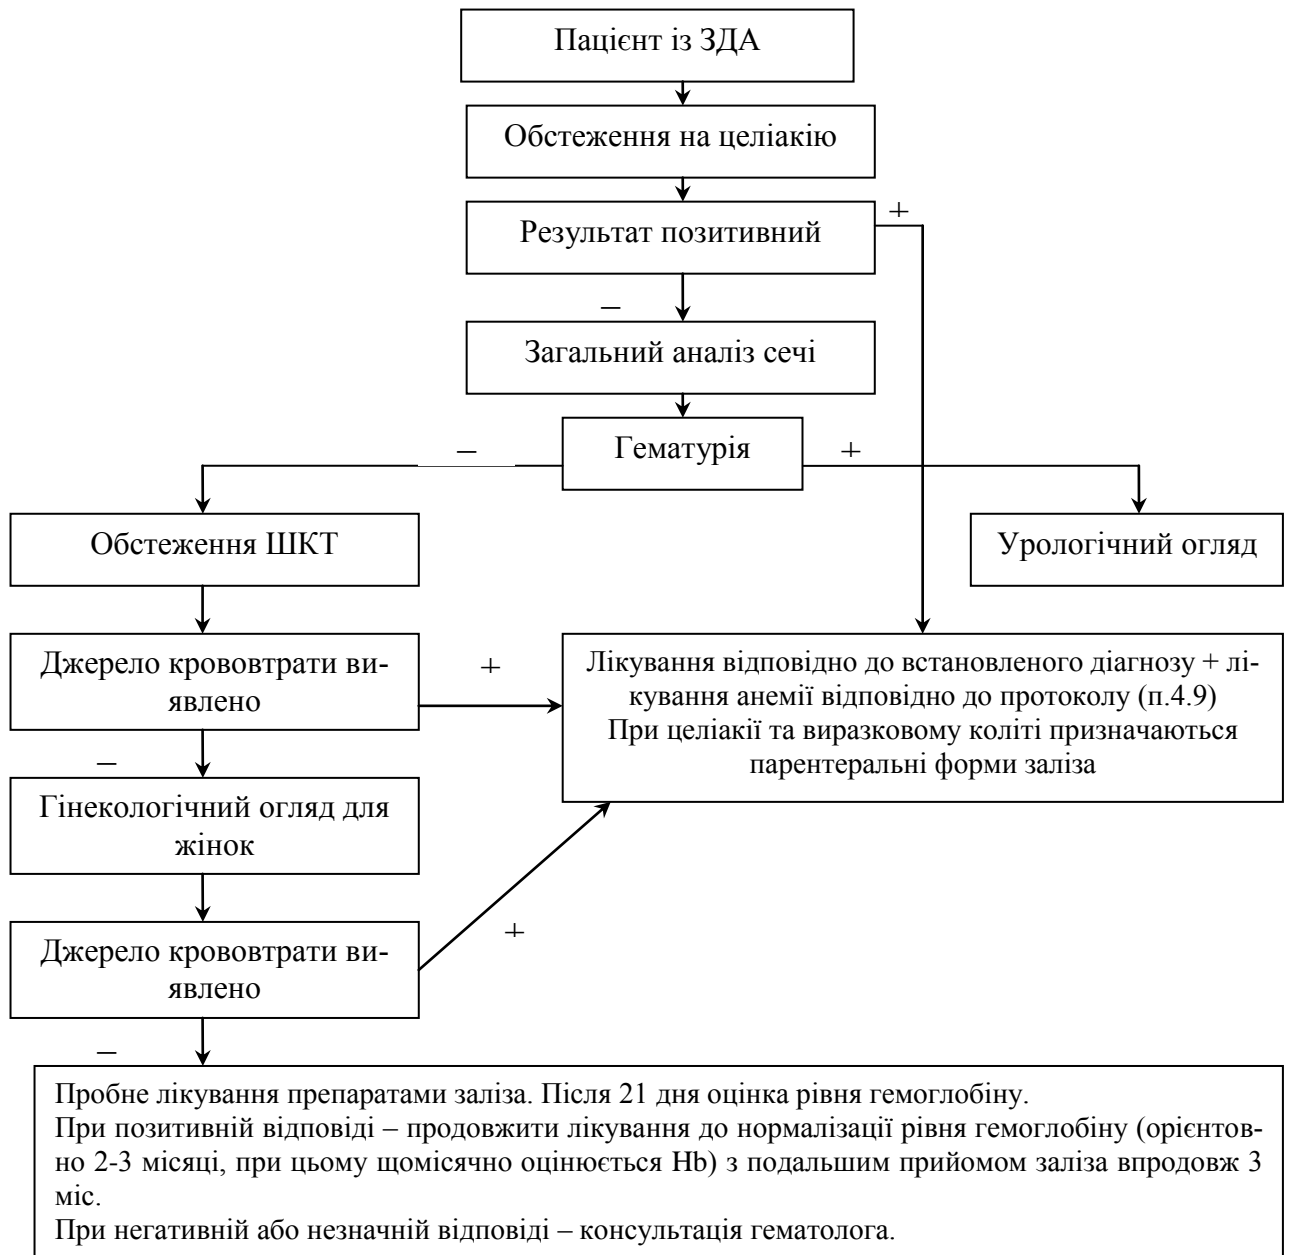 Пацієнт із ЗДА
Обстеження на целіакію
Результат позитивний
+
–
Загальний аналіз сечі
Гематурія
–
+
Обстеження ШКТ
Урологічний огляд
Джерело крововтрати ви-
явлено
+
Лікування відповідно до встановленого діагнозу + лі-
кування анемії відповідно до протоколу (п.4.9)
При целіакії та виразковому коліті призначаються
парентеральні форми заліза
–
Гінекологічний огляд для
жінок
Джерело крововтрати ви-
явлено
+
–
Пробне лікування препаратами заліза. Після 21 дня оцінка рівня гемоглобіну.
При позитивній відповіді – продовжити лікування до нормалізації рівня гемоглобіну (орієнтов-
но 2-3 місяці, при цьому щомісячно оцінюється Hb) з подальшим прийомом заліза впродовж 3
міс.
При негативній або незначній відповіді – консультація гематолога.